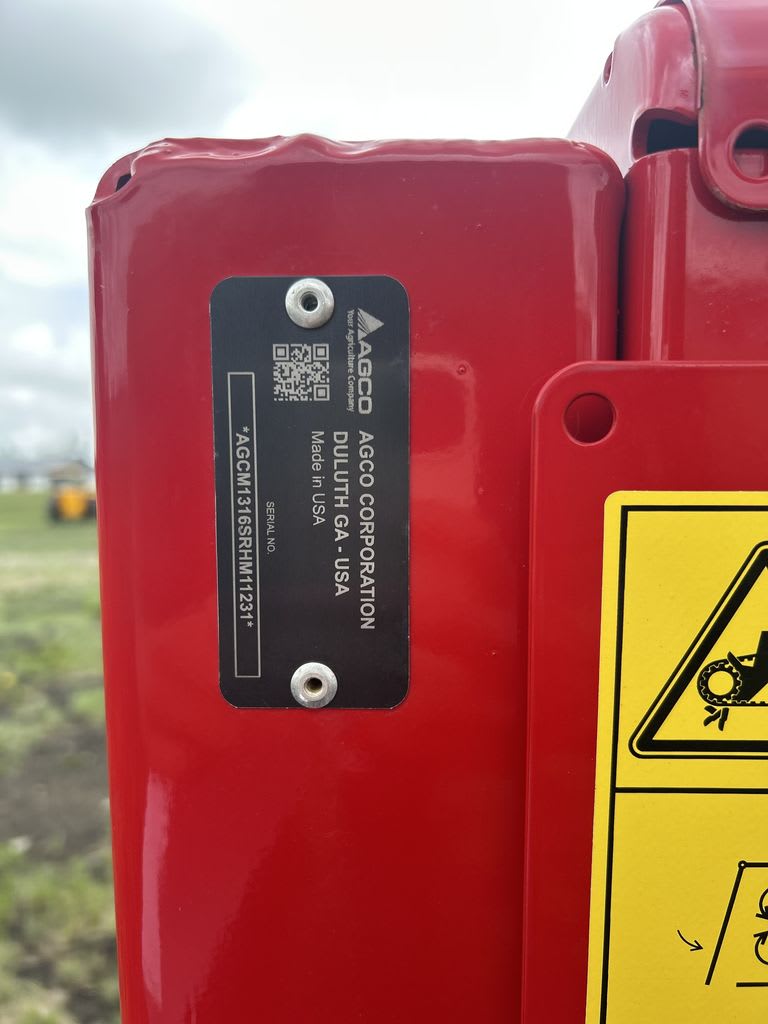 AGCO
Your Agriculture Company
AGCO CORPORATION
DULUTH GA - USA
Made in USA
SERIAL NO.
*AGCM1316SRHM11231*